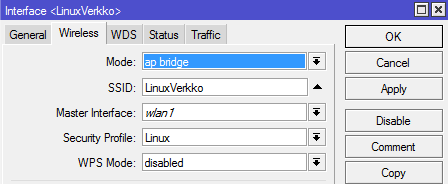 Interface <LinuxVerkko>
General Wireless WDS Status Traffic
OK
Mode: ap bridge
Cancel
SSID: LinuxVerkko
Apply
Master Interface: wlan1
Disable
Security Profile: Linux
Comment
WPS Mode: disabled
Copy